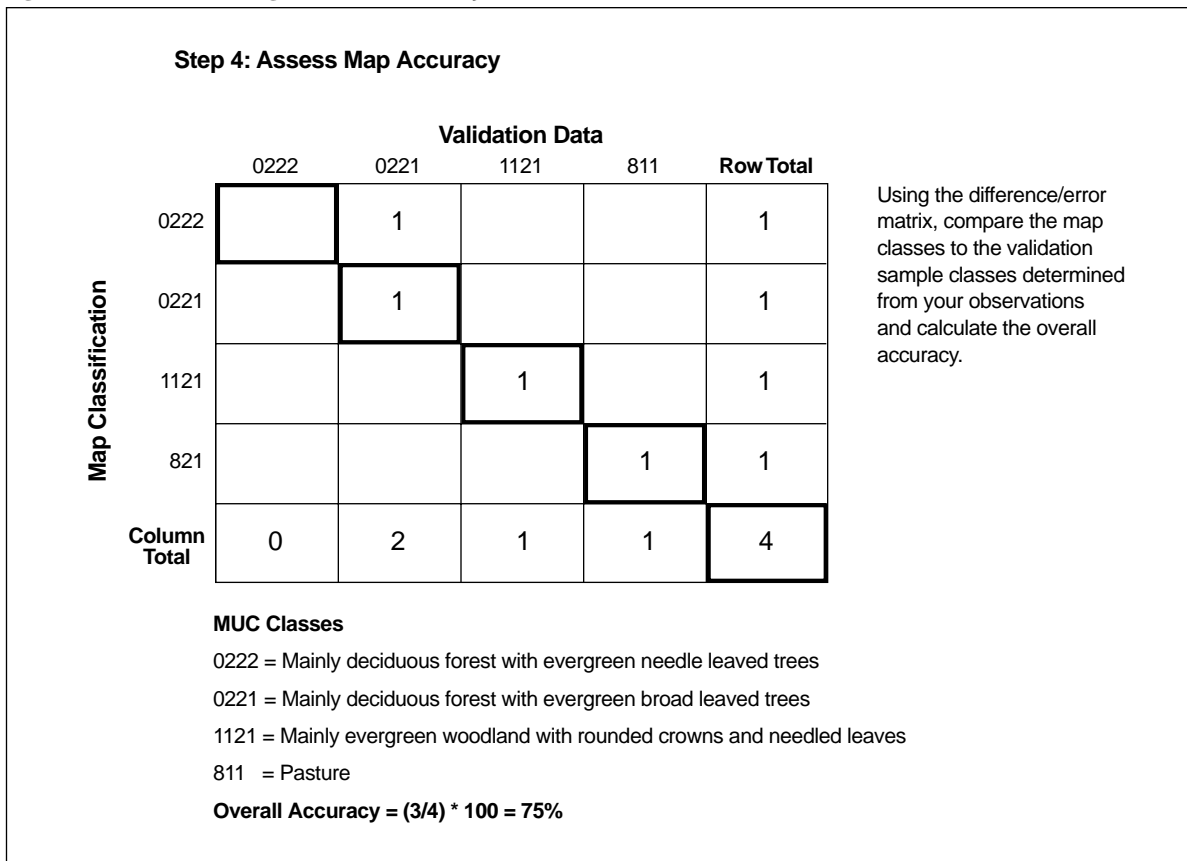 Step 4: Assess Map Accuracy
Validation Data
0222 0221 1121 811 Row Total
Map Classification
0222 1 1
0221 1 1
1121 1 1
821 1 1
Column Total 0 2 1 1 4
Using the difference/error
matrix, compare the map
classes to the validation
sample classes determined
from your observations
and calculate the overall
accuracy.
MUC Classes
0222 = Mainly deciduous forest with evergreen needle leaved trees
0221 = Mainly deciduous forest with evergreen broad leaved trees
1121 = Mainly evergreen woodland with rounded crowns and needled leaves
811 = Pasture
Overall Accuracy = (3/4) * 100 = 75%